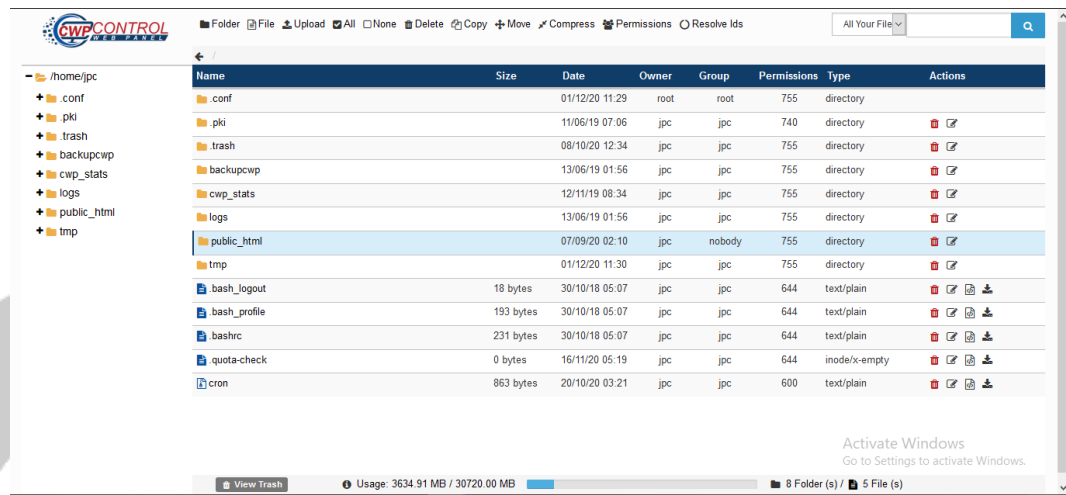 CWPCONTROL
WEB PANEL
Folder File Upload All None Delete Copy Move Compress Permissions Resolve Ids All Your File
/
/home/jpc
.conf
.pki
.trash
backupcwp
cwp_stats
logs
public_html
tmp
Name Size Date Owner Group Permissions Type Actions
.conf 01/12/20 11:29 root root 755 directory
.pki 11/06/19 07:06 jpc jpc 740 directory
.trash 08/10/20 12:34 jpc jpc 755 directory
backupcwp 13/06/19 01:56 jpc jpc 755 directory
cwp_stats 12/11/19 08:34 jpc jpc 755 directory
logs 13/06/19 01:56 jpc jpc 755 directory
public_html 07/09/20 02:10 jpc nobody 755 directory
tmp 01/12/20 11:30 jpc jpc 755 directory
.bash_logout 18 bytes 30/10/18 05:07 jpc jpc 644 text/plain
.bash_profile 193 bytes 30/10/18 05:07 jpc jpc 644 text/plain
.bashrc 231 bytes 30/10/18 05:07 jpc jpc 644 text/plain
.quota-check 0 bytes 16/11/20 05:19 jpc jpc 644 inode/x-empty
cron 863 bytes 20/10/20 03:21 jpc jpc 600 text/plain
Activate Windows
Go to Settings to activate Windows.
View Trash Usage: 3634.91 MB / 30720.00 MB 8 Folder (s) / 5 File (s)